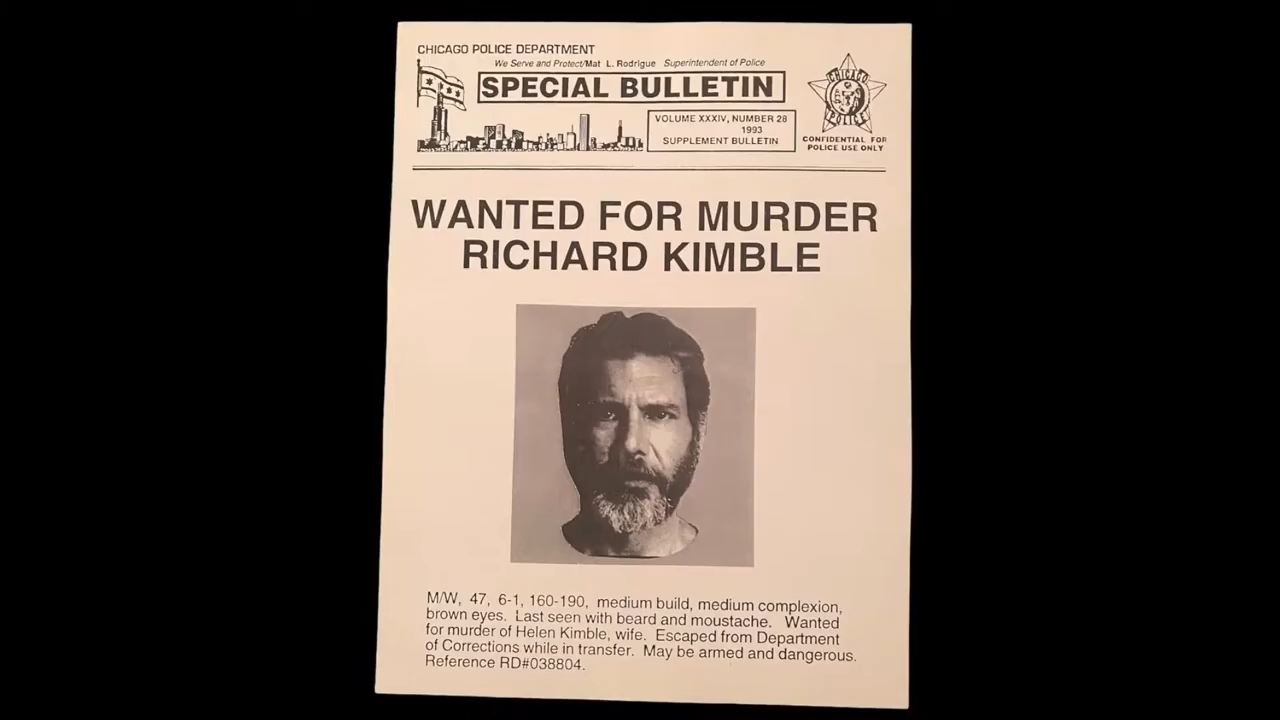 CHICAGO POLICE DEPARTMENT
We Serve and Protect/Mat L. Rodrigue Superintendent of Police
SPECIAL BULLETIN
VOLUME XXXIV, NUMBER 28
1993
SUPPLEMENT BULLETIN
CHICAGO
POLICE
CONFIDENTIAL FOR
POLICE USE ONLY
WANTED FOR MURDER
RICHARD KIMBLE
M/W, 47, 6-1, 160-190, medium build, medium complexion,
brown eyes. Last seen with beard and moustache. Wanted
for murder of Helen Kimble, wife. Escaped from Department
of Corrections while in transfer. May be armed and dangerous.
Reference RD#038804.